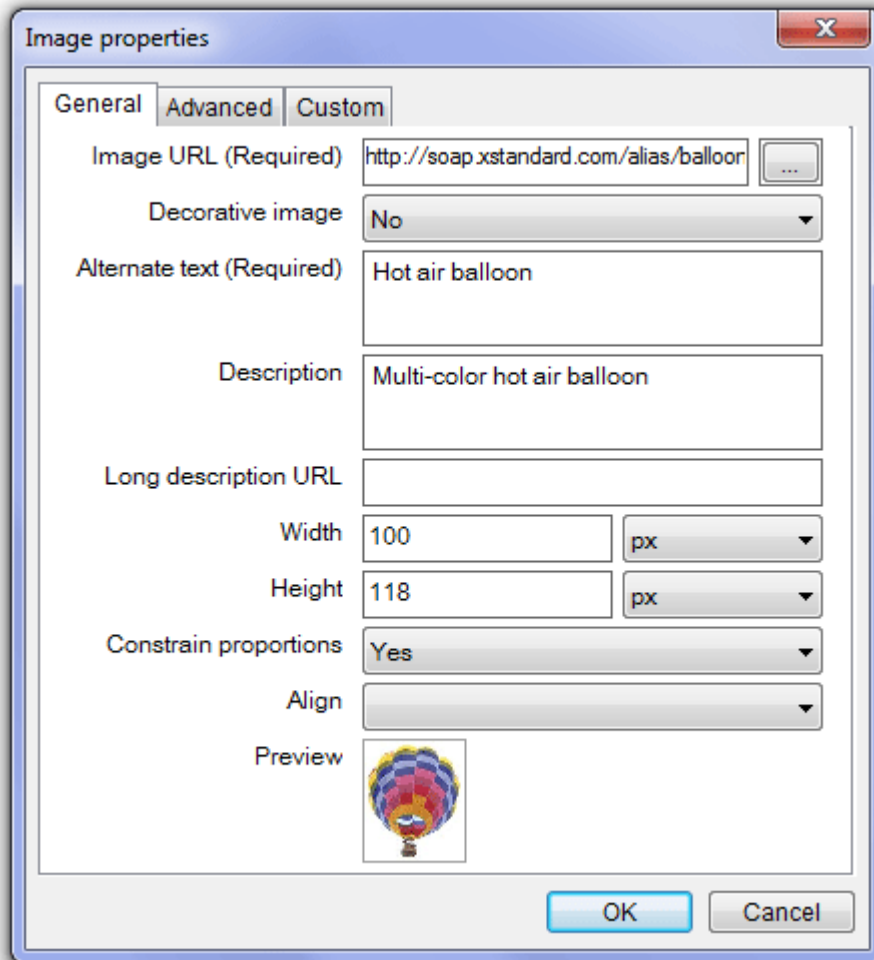 Image properties
General Advanced Custom
Image URL (Required) http://soap.xstandard.com/alias/balloon ...
Decorative image No
Alternate text (Required) Hot air balloon
Description Multi-color hot air balloon
Long description URL
Width 100 px
Height 118 px
Constrain proportions Yes
Align
Preview
OK Cancel